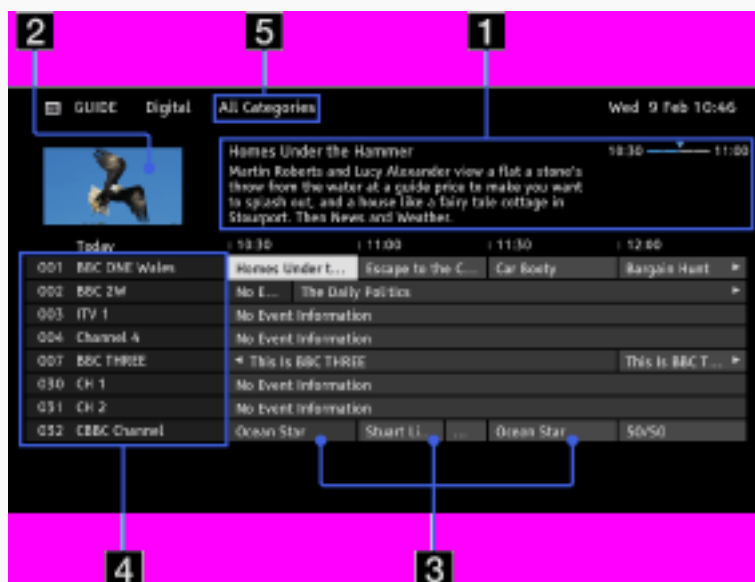 2
5
1
GUIDE Digital All Categories Wed 9 Feb 10:46
Homes Under the Hammer 10:30 11:00
Martin Roberts and Lucy Alexander view a flat a stone's
throw from the water at a guide price to make you want
to splash out, and a house like a fairy tale cottage in
Stourport. Then News and Weather.
Today 10:30 11:00 11:30 12:00
001 BBC ONE Wales Homes Under t... Escape to the C... Car Booty Bargain Hunt
002 BBC 2W No E... The Daily Politics
003 ITV 1 No Event Information
004 Channel 4 No Event Information
007 BBC THREE This is BBC THREE This is BBC T...
030 CH 1 No Event Information
031 CH 2 No Event Information
032 CBBC Channel Ocean Star Stuart Li... ... Ocean Star 50/50
4
3